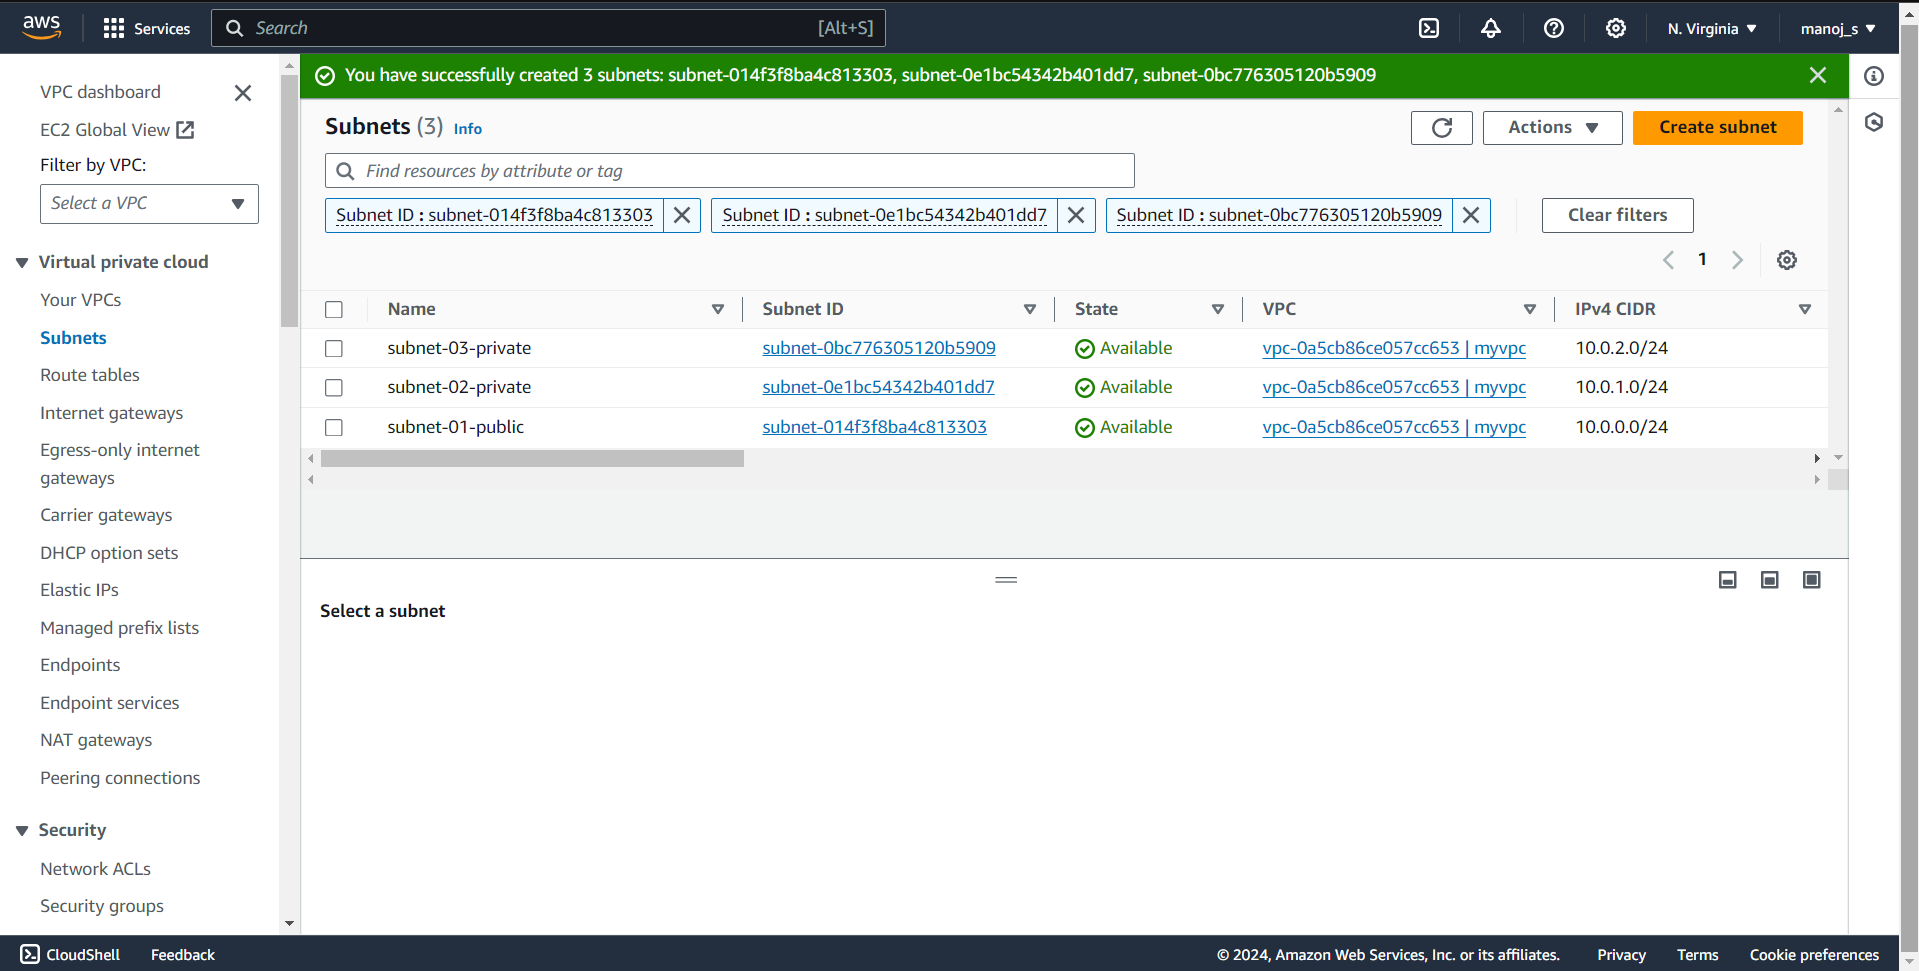 aws Services Search [Alt+S] N. Virginia manoj_s
You have successfully created 3 subnets: subnet-014f3f8ba4c813303, subnet-0e1bc54342b401dd7, subnet-0bc776305120b5909
VPC dashboard
EC2 Global View
Filter by VPC:
Select a VPC
Virtual private cloud
Your VPCs
Subnets
Route tables
Internet gateways
Egress-only internet
gateways
Carrier gateways
DHCP option sets
Elastic IPs
Managed prefix lists
Endpoints
Endpoint services
NAT gateways
Peering connections
Security
Network ACLs
Security groups
Subnets (3) Info
Actions
Create subnet
Find resources by attribute or tag
Subnet ID : subnet-014f3f8ba4c813303 Subnet ID : subnet-0e1bc54342b401dd7 Subnet ID : subnet-0bc776305120b5909 Clear filters
1
Name Subnet ID State VPC IPv4 CIDR
subnet-03-private subnet-0bc776305120b5909 Available vpc-0a5cb86ce057cc653 | myvpc 10.0.2.0/24
subnet-02-private subnet-0e1bc54342b401dd7 Available vpc-0a5cb86ce057cc653 | myvpc 10.0.1.0/24
subnet-01-public subnet-014f3f8ba4c813303 Available vpc-0a5cb86ce057cc653 | myvpc 10.0.0.0/24
Select a subnet
CloudShell Feedback © 2024, Amazon Web Services, Inc. or its affiliates. Privacy Terms Cookie preferences